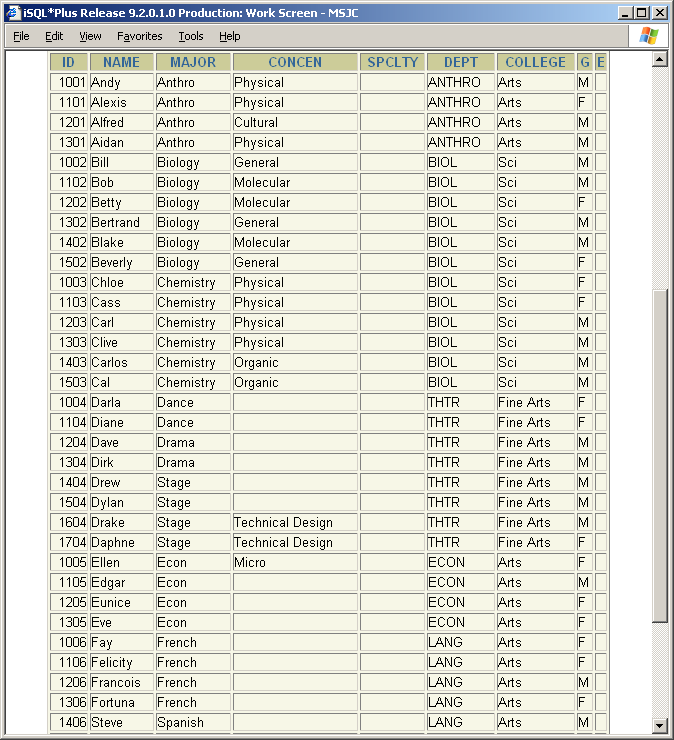 iSQL*Plus Release 9.2.0.1.0 Production: Work Screen - MSJC
File Edit View Favorites Tools Help
ID NAME MAJOR CONCEN SPCLTY DEPT COLLEGE G E
1001 Andy Anthro Physical ANTHRO Arts M
1101 Alexis Anthro Physical ANTHRO Arts F
1201 Alfred Anthro Cultural ANTHRO Arts M
1301 Aidan Anthro Physical ANTHRO Arts M
1002 Bill Biology General BIOL Sci M
1102 Bob Biology Molecular BIOL Sci M
1202 Betty Biology Molecular BIOL Sci F
1302 Bertrand Biology General BIOL Sci M
1402 Blake Biology Molecular BIOL Sci M
1502 Beverly Biology General BIOL Sci F
1003 Chloe Chemistry Physical BIOL Sci F
1103 Cass Chemistry Physical BIOL Sci F
1203 Carl Chemistry Physical BIOL Sci M
1303 Clive Chemistry Physical BIOL Sci M
1403 Carlos Chemistry Organic BIOL Sci M
1503 Cal Chemistry Organic BIOL Sci M
1004 Darla Dance THTR Fine Arts F
1104 Diane Dance THTR Fine Arts F
1204 Dave Drama THTR Fine Arts M
1304 Dirk Drama THTR Fine Arts M
1404 Drew Stage THTR Fine Arts M
1504 Dylan Stage THTR Fine Arts M
1604 Drake Stage Technical Design THTR Fine Arts M
1704 Daphne Stage Technical Design THTR Fine Arts F
1005 Ellen Econ Micro ECON Arts F
1105 Edgar Econ ECON Arts M
1205 Eunice Econ ECON Arts F
1305 Eve Econ ECON Arts F
1006 Fay French LANG Arts F
1106 Felicity French LANG Arts F
1206 Francois French LANG Arts M
1306 Fortuna French LANG Arts F
1406 Steve Spanish LANG Arts M